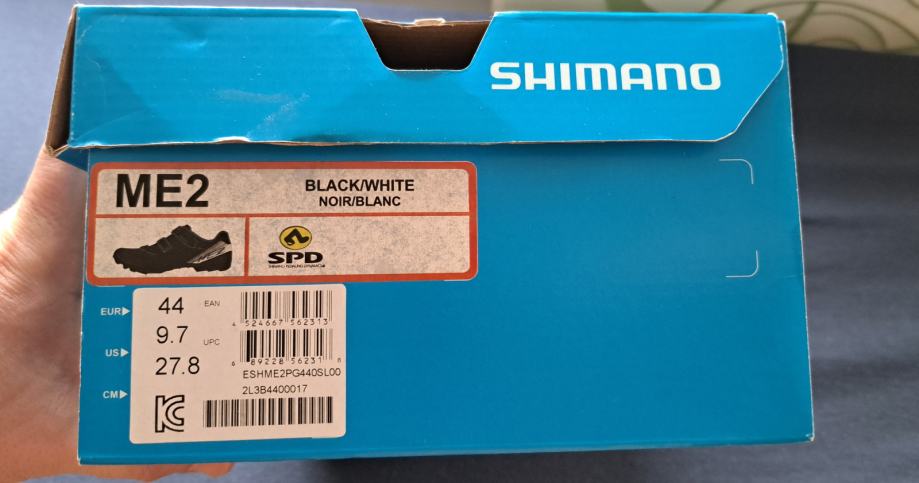 SHIMANO
ME2
BLACK/WHITE
NOIR/BLANC
SPD
EUR
44
EAN
4 524667 562313
US
9.7
UPC
6 89228 56231 8
CM
27.8
ESHME2PG440SL00
2L3B4400017